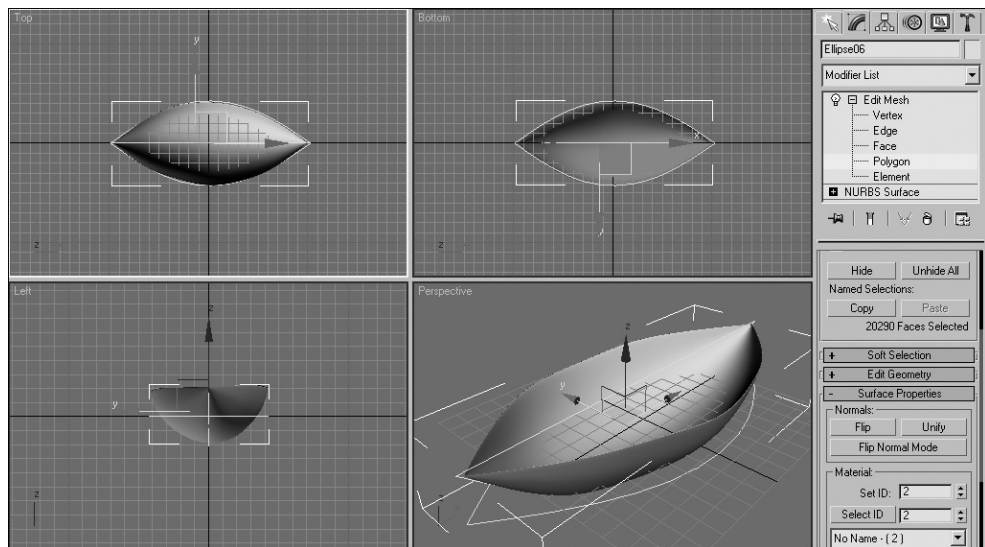 Top
y
z
Bottom
x
y
z
Left
z
y
z
Perspective
z
y
Ellipse06
Modifier List
Edit Mesh
Vertex
Edge
Face
Polygon
Element
NURBS Surface
Hide Unhide All
Named Selections:
Copy Paste
20290 Faces Selected
+ Soft Selection
+ Edit Geometry
- Surface Properties
Normals:
Flip Unify
Flip Normal Mode
Material:
Set ID: 2
Select ID 2
No Name - ( 2 )